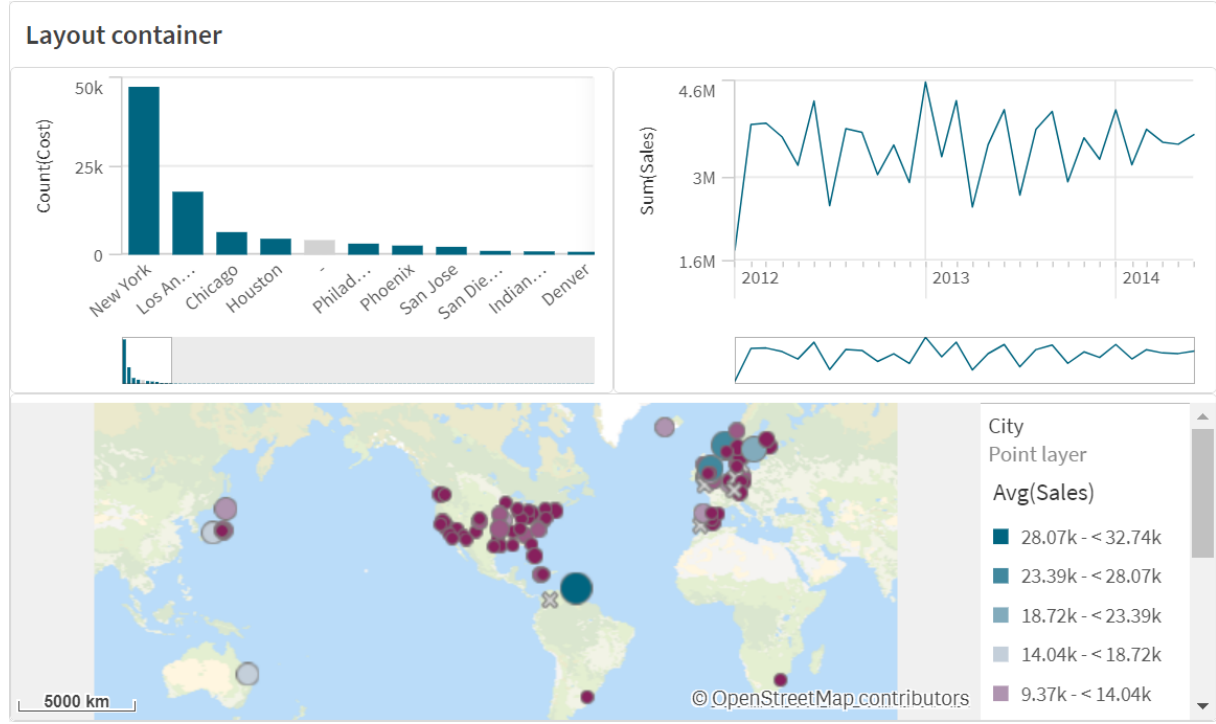 Layout container
Count(Cost)
50k
25k
0
New York
Los An...
Chicago
Houston
-
Philad...
Phoenix
San Jose
San Die...
Indian...
Denver
Sum(Sales)
4.6M
3M
1.6M
2012
2013
2014
5000 km
© OpenStreetMap contributors
City
Point layer
Avg(Sales)
28.07k - < 32.74k
23.39k - < 28.07k
18.72k - < 23.39k
14.04k - < 18.72k
9.37k - < 14.04k